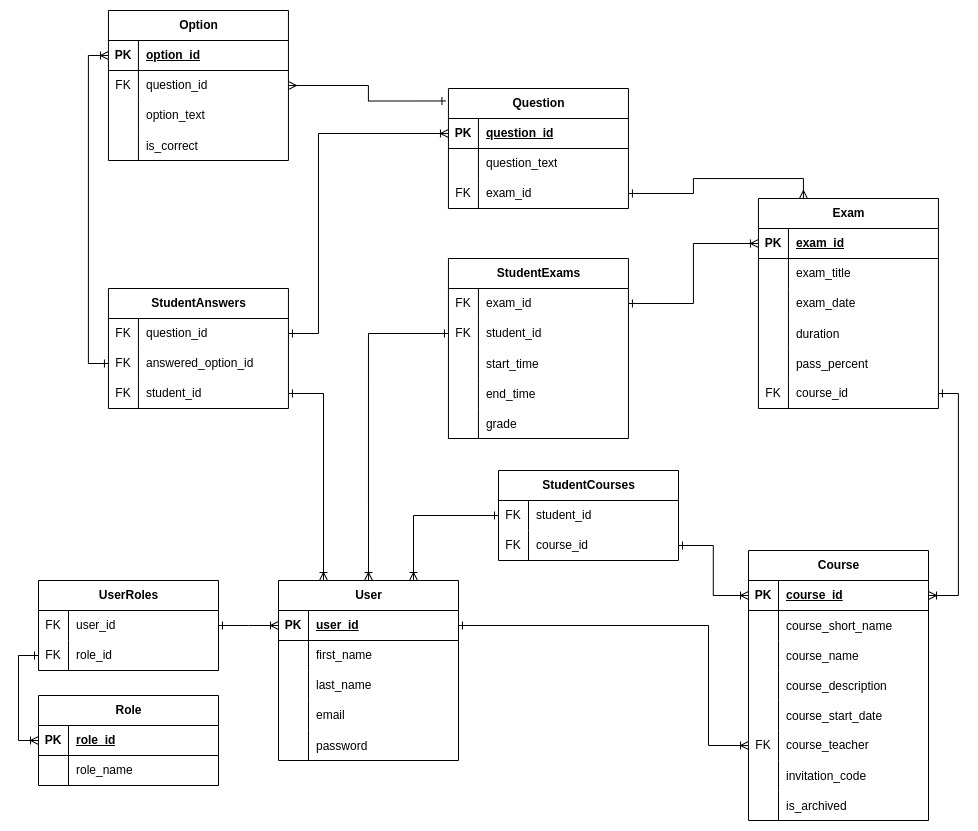 Option
PK option_id
FK question_id
option_text
is_correct
Question
PK question_id
question_text
FK exam_id
Exam
PK exam_id
exam_title
exam_date
duration
pass_percent
FK course_id
StudentExams
FK exam_id
FK student_id
start_time
end_time
grade
StudentAnswers
FK question_id
FK answered_option_id
FK student_id
StudentCourses
FK student_id
FK course_id
Course
PK course_id
course_short_name
course_name
course_description
course_start_date
FK course_teacher
invitation_code
is_archived
UserRoles
FK user_id
FK role_id
User
PK user_id
first_name
last_name
email
password
Role
PK role_id
role_name